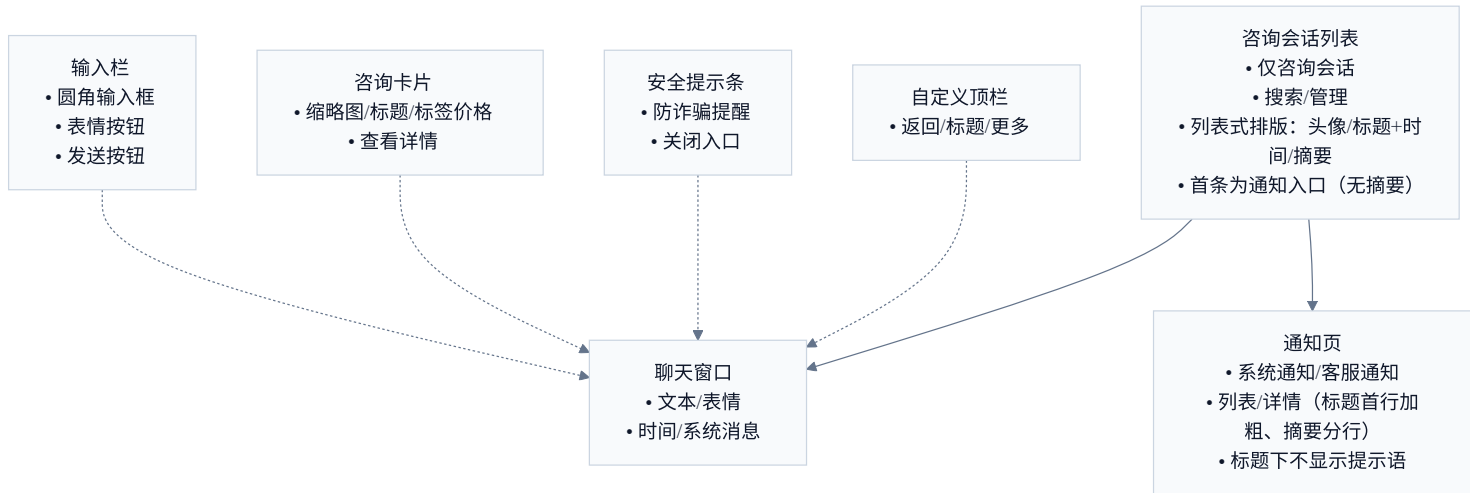 输入栏
• 圆角输入框
• 表情按钮
• 发送按钮
咨询卡片
• 缩略图/标题/标签价格
• 查看详情
安全提示条
• 防诈骗提醒
• 关闭入口
自定义顶栏
• 返回/标题/更多
咨询会话列表
• 仅咨询会话
• 搜索/管理
• 列表式排版：头像/标题+时
间/摘要
• 首条为通知入口（无摘要）
聊天窗口
• 文本/表情
• 时间/系统消息
通知页
• 系统通知/客服通知
• 列表/详情（标题首行加
粗、摘要分行）
• 标题下不显示提示语